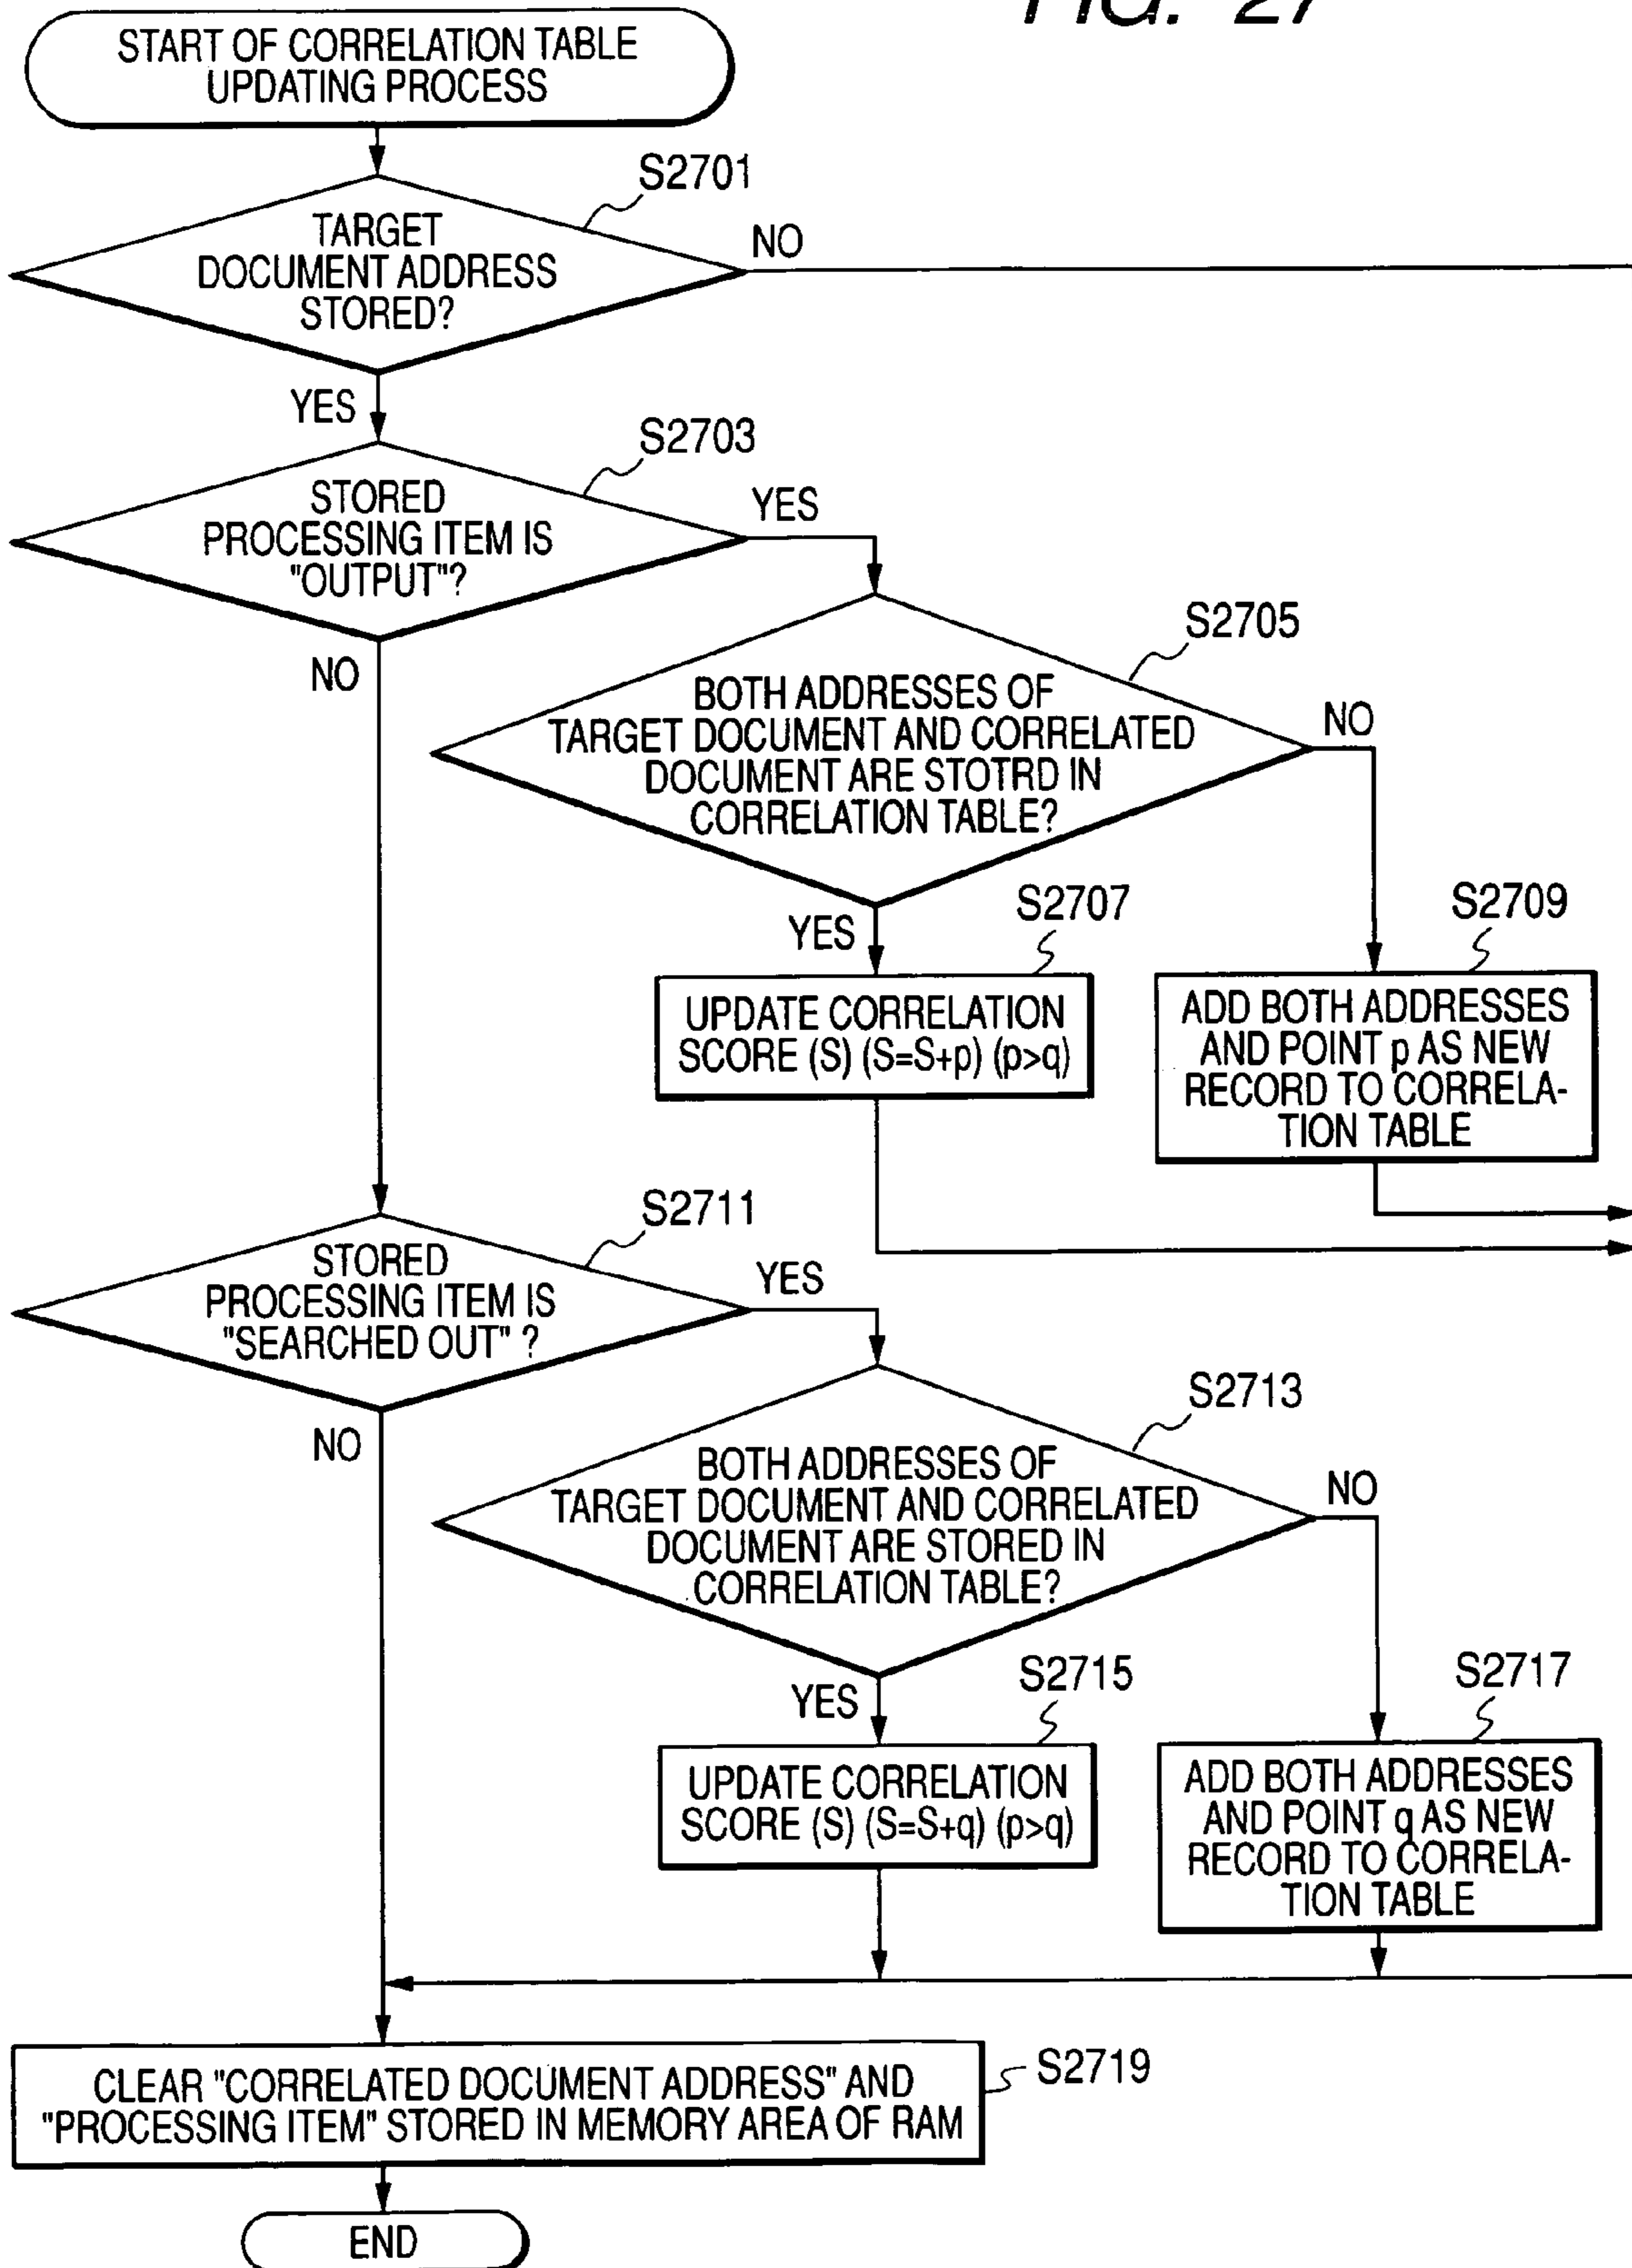 FIG. 27
START OF CORRELATION TABLE
UPDATING PROCESS
S2701
TARGET
DOCUMENT ADDRESS
STORED?
NO
YES
S2703
STORED
PROCESSING ITEM IS
"OUTPUT"?
YES
NO
S2705
BOTH ADDRESSES OF
TARGET DOCUMENT AND CORRELATED
DOCUMENT ARE STOTRD IN
CORRELATION TABLE?
NO
YES
S2707
UPDATE CORRELATION
SCORE (S) (S=S+p) (p>q)
S2709
ADD BOTH ADDRESSES
AND POINT p AS NEW
RECORD TO CORRELA-
TION TABLE
S2711
STORED
PROCESSING ITEM IS
"SEARCHED OUT" ?
YES
NO
S2713
BOTH ADDRESSES OF
TARGET DOCUMENT AND CORRELATED
DOCUMENT ARE STORED IN
CORRELATION TABLE?
NO
YES
S2715
UPDATE CORRELATION
SCORE (S) (S=S+q) (p>q)
S2717
ADD BOTH ADDRESSES
AND POINT q AS NEW
RECORD TO CORRELA-
TION TABLE
CLEAR "CORRELATED DOCUMENT ADDRESS" AND
"PROCESSING ITEM" STORED IN MEMORY AREA OF RAM
S2719
END